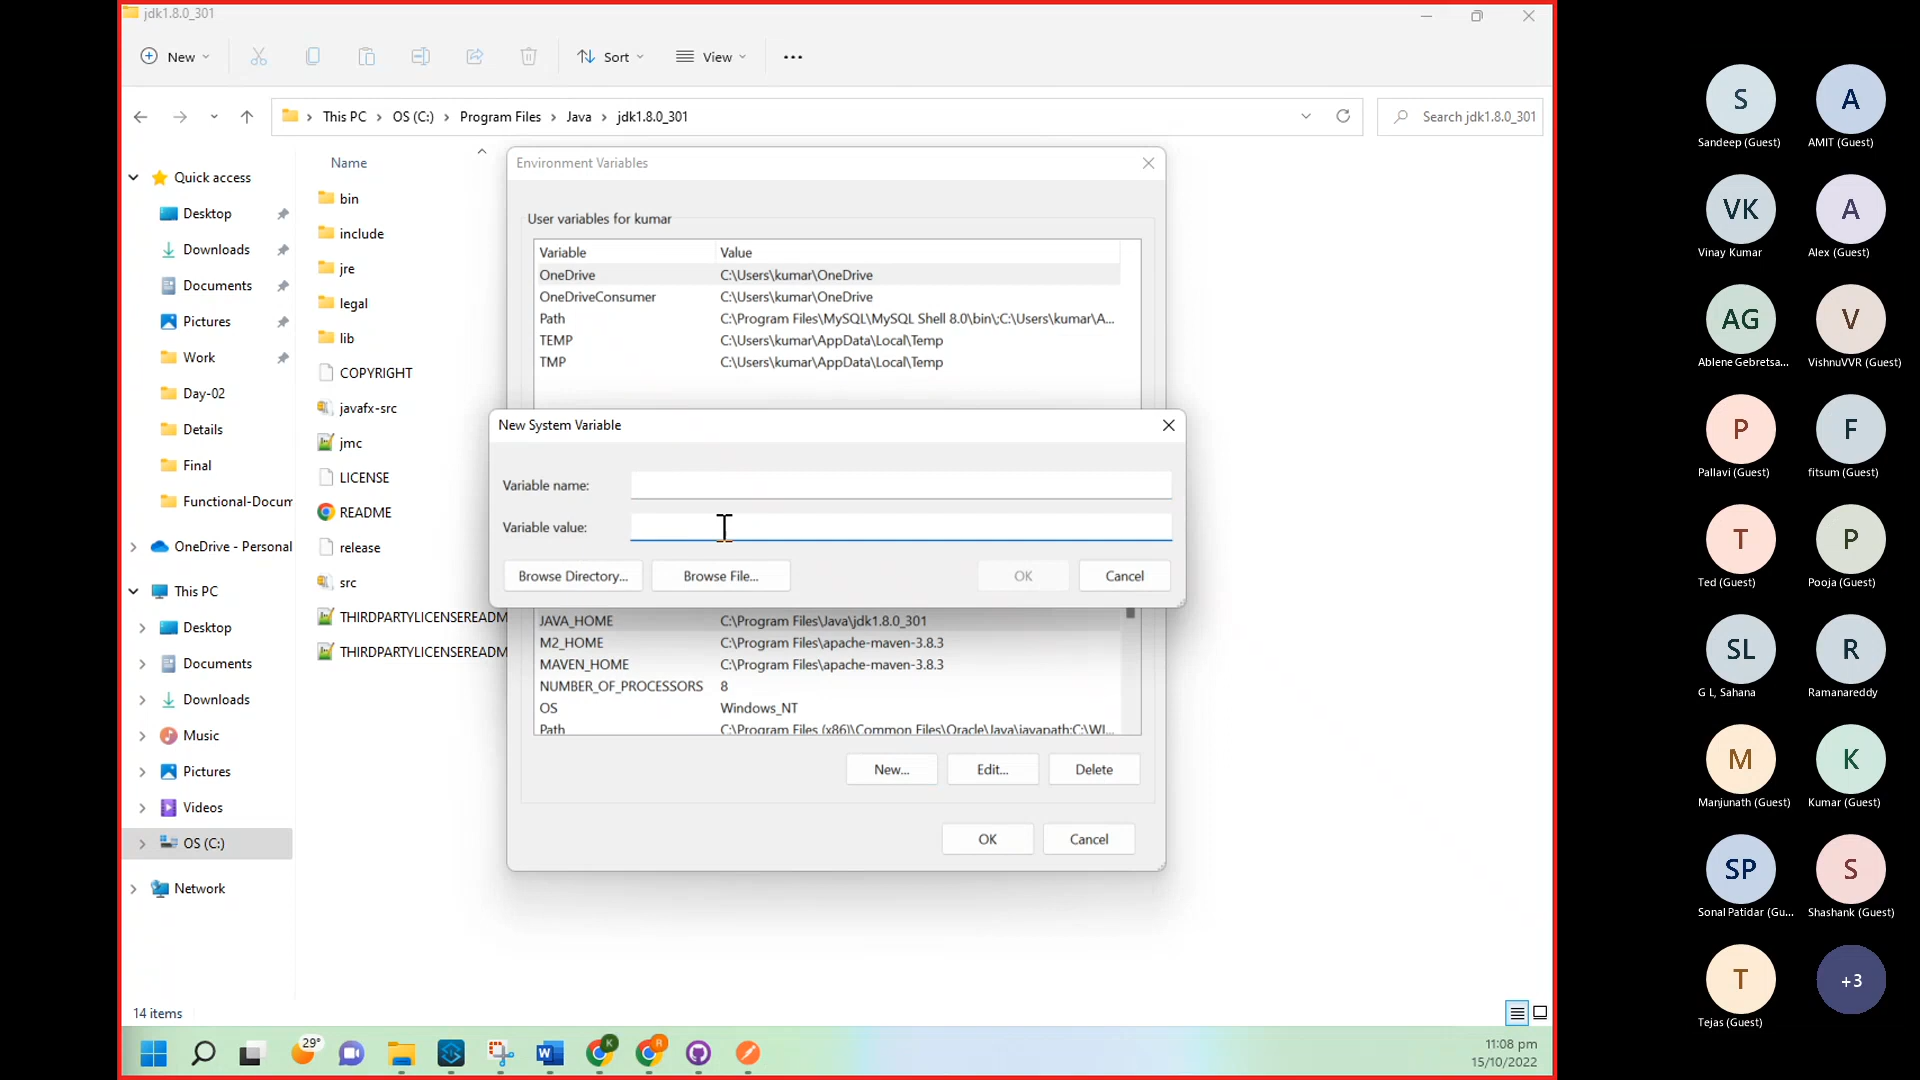 jdk1.8.0_301
New
Sort
View
This PC
OS (C:)
Program Files
Java
jdk1.8.0_301
Search jdk1.8.0_301
Quick access
Desktop
Downloads
Documents
Pictures
Work
Day-02
Details
Final
Functional-Docum
OneDrive - Personal
This PC
Desktop
Documents
Downloads
Music
Pictures
Videos
OS (C:)
Network
Name
bin
include
jre
legal
lib
COPYRIGHT
javafx-src
jmc
LICENSE
README
release
src
THIRDPARTYLICENSEREADM
THIRDPARTYLICENSEREADM
Environment Variables
User variables for kumar
Variable Value
OneDrive C:\Users\kumar\OneDrive
OneDriveConsumer C:\Users\kumar\OneDrive
Path C:\Program Files\MySQL\MySQL Shell 8.0\bin\;C:\Users\kumar\A...
TEMP C:\Users\kumar\AppData\Local\Temp
TMP C:\Users\kumar\AppData\Local\Temp
New System Variable
Variable name:
Variable value:
Browse Directory...
Browse File...
OK
Cancel
JAVA_HOME C:\Program Files\Java\jdk1.8.0_301
M2_HOME C:\Program Files\apache-maven-3.8.3
MAVEN_HOME C:\Program Files\apache-maven-3.8.3
NUMBER_OF_PROCESSORS 8
OS Windows_NT
Path C:\Program Files (x86)\Common Files\Oracle\Java\javapath;C:\WI...
New...
Edit...
Delete
OK
Cancel
14 items
29°
K
R
11:08 pm
15/10/2022
S
Sandeep (Guest)
A
AMIT (Guest)
VK
Vinay Kumar
A
Alex (Guest)
AG
Ablene Gebretsa...
V
VishnuVVR (Guest)
P
Pallavi (Guest)
F
fitsum (Guest)
T
Ted (Guest)
P
Pooja (Guest)
SL
G L, Sahana
R
Ramanareddy
M
Manjunath (Guest)
K
Kumar (Guest)
SP
Sonal Patidar (Gu...
S
Shashank (Guest)
T
Tejas (Guest)
+3